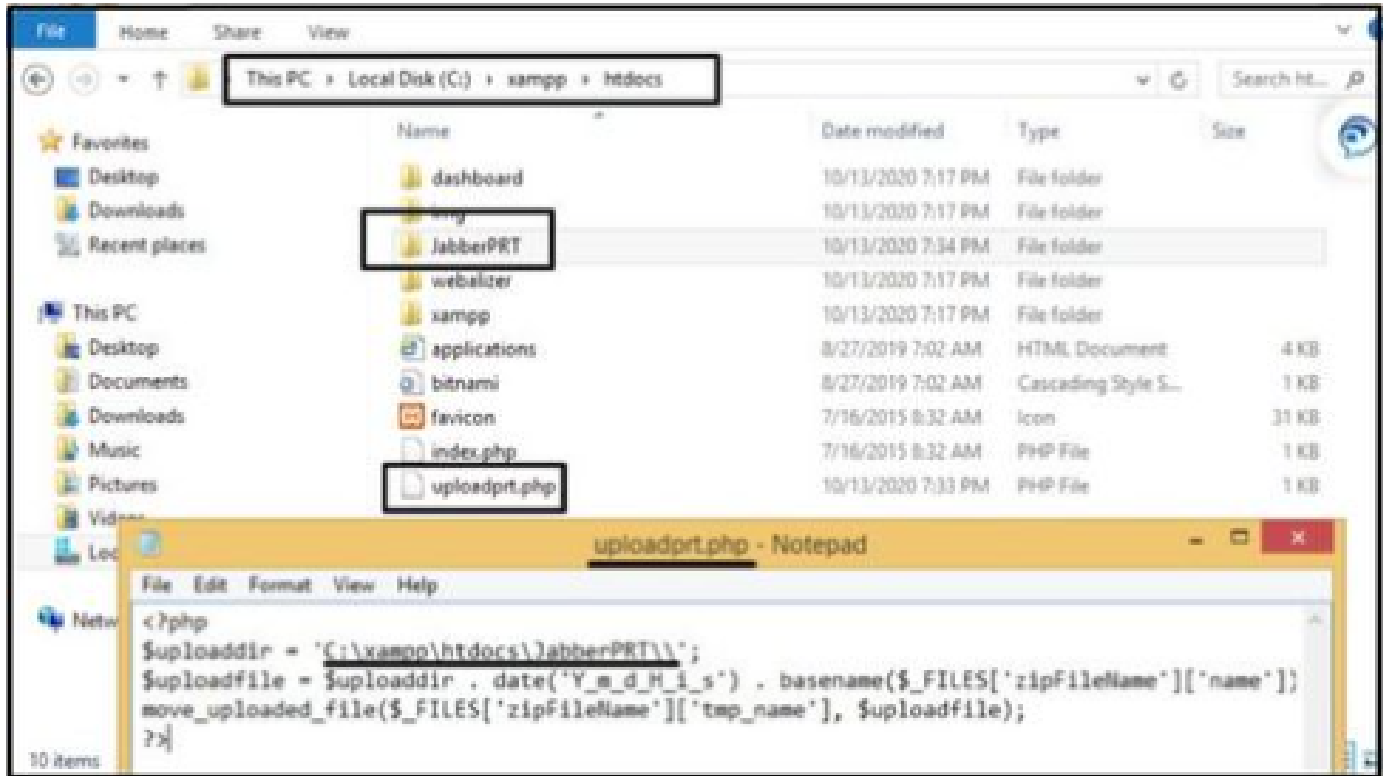 File Home Share View
This PC › Local Disk (C:) › xampp › htdocs
Search ht...
Name Date modified Type Size
Favorites
Desktop
Downloads
Recent places
This PC
Desktop
Documents
Downloads
Music
Pictures
Videos
Loc
Netw
dashboard 10/13/2020 7:17 PM File folder
img 10/13/2020 7:17 PM File folder
JabberPRT 10/13/2020 7:34 PM File folder
webalizer 10/13/2020 7:17 PM File folder
xampp 10/13/2020 7:17 PM File folder
applications 8/27/2019 7:02 AM HTML Document 4 KB
bitnami 8/27/2019 7:02 AM Cascading Style S... 1 KB
favicon 7/16/2015 8:32 AM Icon 31 KB
index.php 7/16/2015 8:32 AM PHP File 1 KB
uploadprt.php 10/13/2020 7:33 PM PHP File 1 KB
uploadprt.php - Notepad
File Edit Format View Help
<?php
$uploaddir = 'C:\xampp\htdocs\JabberPRT\\';
$uploadfile = $uploaddir . date('Y_m_d_H_i_s') . basename($_FILES['zipFileName']['name'])
move_uploaded_file($_FILES['zipFileName']['tmp_name'], $uploadfile);
?>
10 items